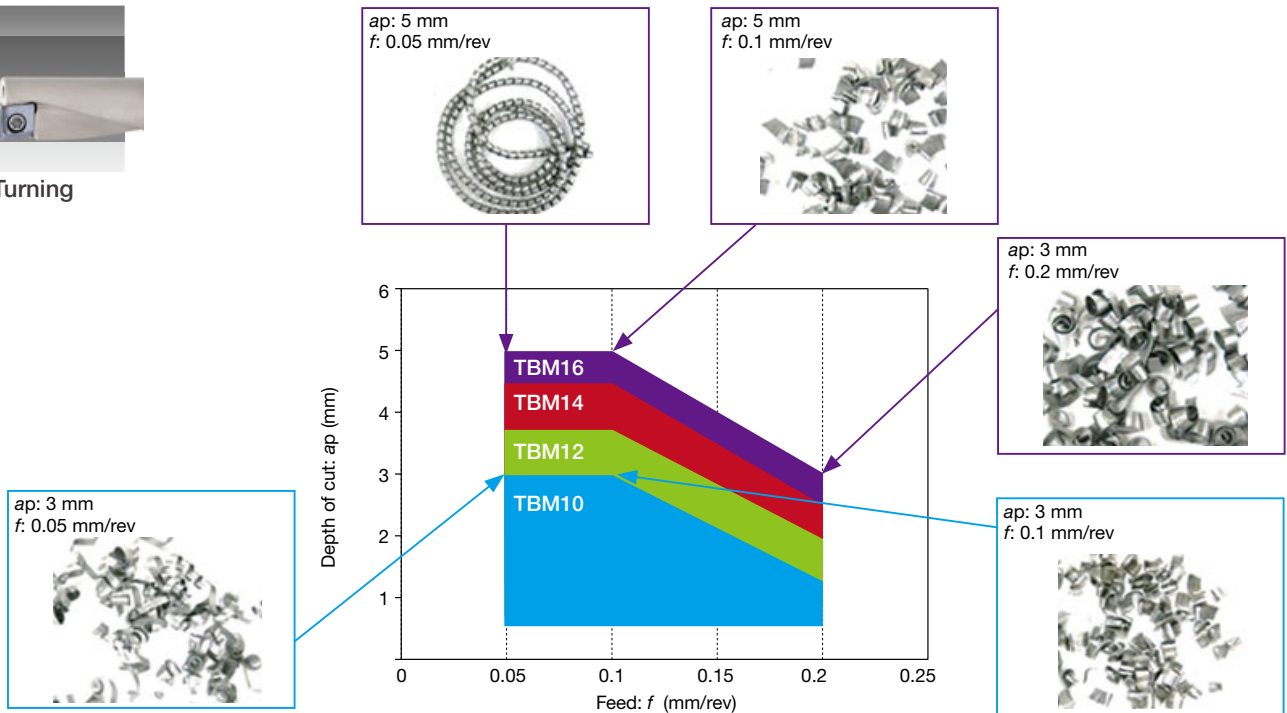 Turning
ap: 5 mm
f: 0.05 mm/rev
ap: 5 mm
f: 0.1 mm/rev
ap: 3 mm
f: 0.2 mm/rev
ap: 3 mm
f: 0.05 mm/rev
ap: 3 mm
f: 0.1 mm/rev
Depth of cut: ap (mm)
6
5
4
3
2
1
TBM16
TBM14
TBM12
TBM10
0 0.05 0.1 0.15 0.2 0.25
Feed: f (mm/rev)